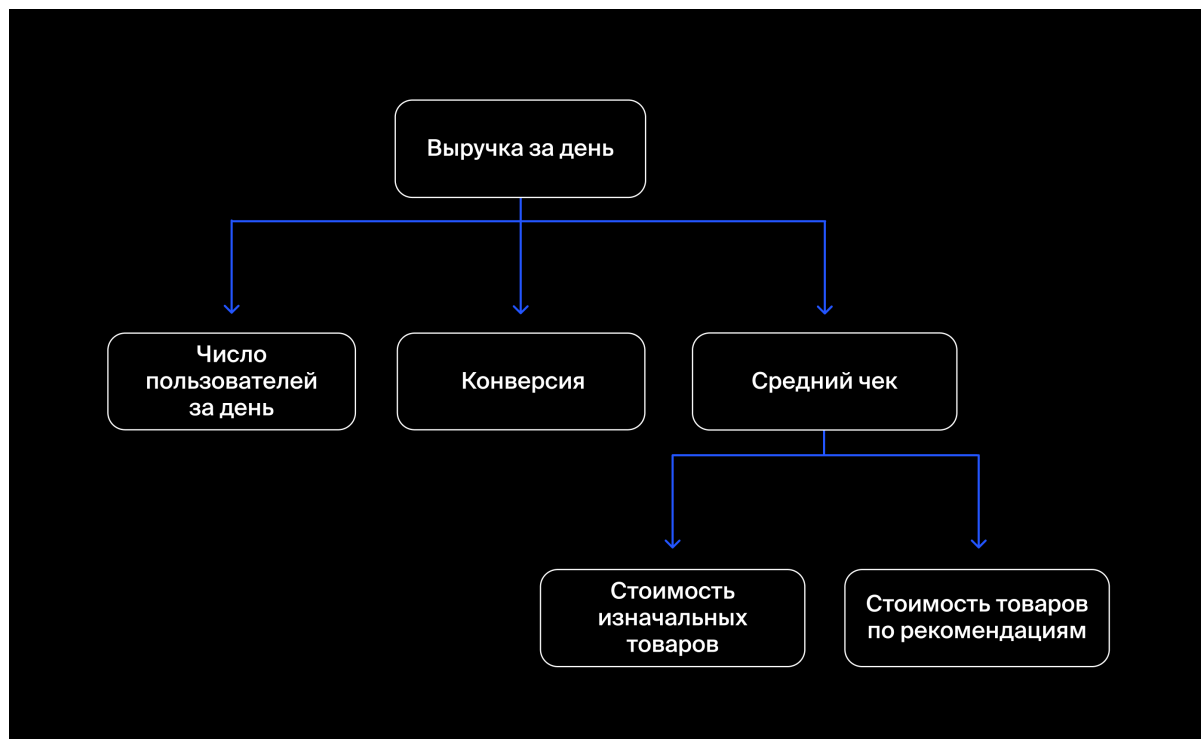 Выручка за день
Число
пользователей
за день
Конверсия
Средний чек
Стоимость
изначальных
товаров
Стоимость товаров
по рекомендациям